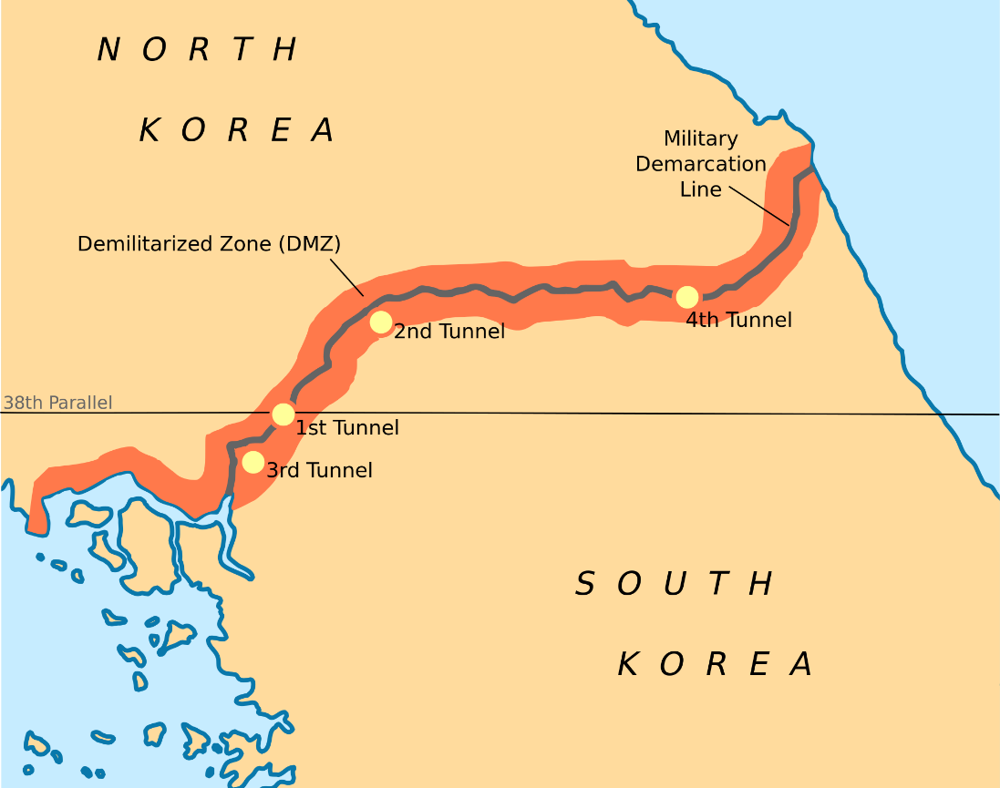 N O R T H
K O R E A
Military
Demarcation
Line
Demilitarized Zone (DMZ)
4th Tunnel
2nd Tunnel
38th Parallel
1st Tunnel
3rd Tunnel
S O U T H
K O R E A